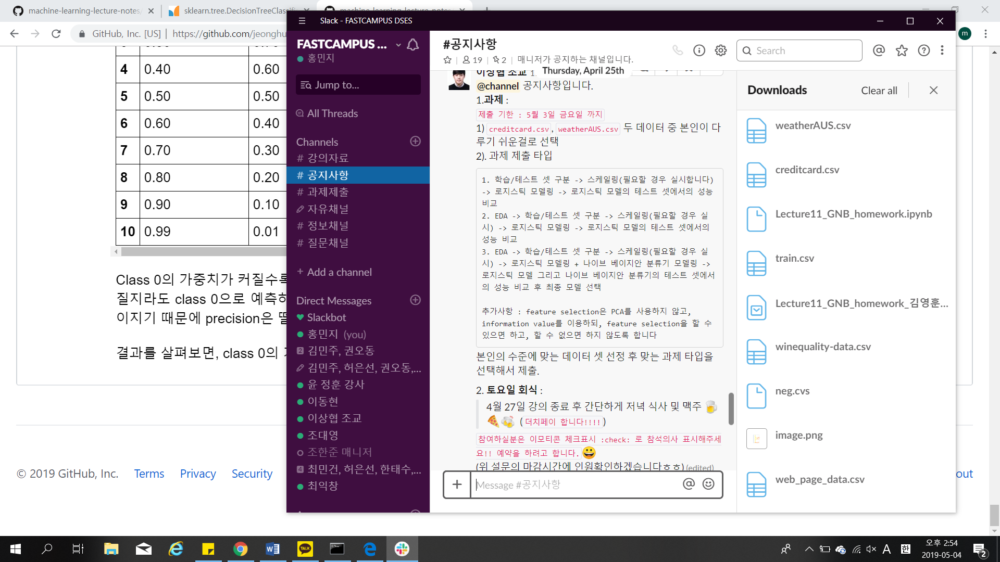 machine-learning-lecture-notes/
sklearn.tree.DecisionTreeClassifi
GitHub, Inc. [US] | https://github.com/jeonghu
m
4 0.40 0.60
5 0.50 0.50
6 0.60 0.40
7 0.70 0.30
8 0.80 0.20
9 0.90 0.10
10 0.99 0.01
Class 0의 가중치가 커질수록
질지라도 class 0으로 예측하
이지기 때문에 precision은 떨
결과를 살펴보면, class 0의
© 2019 GitHub, Inc. Terms Privacy Security
out
Slack - FASTCAMPUS DSES
FASTCAMPUS ...
홍민지
Jump to...
All Threads
Channels
# 강의자료
# 공지사항
# 과제제출
자유채널
# 정보채널
# 질문채널
+ Add a channel
Direct Messages
Slackbot
홍민지 (you)
2 김민주, 권오동
김민주, 허은선, 권오동,...
윤 정훈 강사
이동현
이상협 조교
조대영
조한준 매니저
4 최민건, 허은선, 한태수,...
최익창
#공지사항
19 | 2 | 매니저가 공지하는 채널입니다.
Search
이상협 조교 1
Thursday, April 25th
@channel 공지사항입니다.
1.과제 :
제출 기한 : 5월 3일 금요일 까지
1) creditcard.csv, weatherAUS.csv 두 데이터 중 본인이 다
루기 쉬운걸로 선택
2). 과제 제출 타입
1. 학습/테스트 셋 구분 -> 스케일링(필요할 경우 실시합니다)
-> 로지스틱 모델링 -> 로지스틱 모델의 테스트 셋에서의 성능
비교
2. EDA -> 학습/테스트 셋 구분 -> 스케일링(필요할 경우 실
시) -> 로지스틱 모델링 -> 로지스틱 모델의 테스트 셋에서의
성능 비교
3. EDA -> 학습/테스트 셋 구분 -> 스케일링(필요할 경우 실
시) -> 로지스틱 모델링 + 나이브 베이지안 분류기 모델링 ->
로지스틱 모델 그리고 나이브 베이지안 분류기의 테스트 셋에서
의 성능 비교 후 최종 모델 선택
추가사항 : feature selection은 PCA를 사용하지 않고,
information value를 이용하되, feature selection을 할 수
있으면 하고, 할 수 없으면 하지 않도록 합니다
본인의 수준에 맞는 데이터 셋 선정 후 맞는 과제 타입을
선택해서 제출.
2. 토요일 회식 :
4월 27일 강의 종료 후 간단하게 저녁 식사 및 맥주
(더치페이 합니다!!!!)
참여하실분은 이모티콘 체크표시 :check: 로 참석의사 표시해주세
요!! 예약을 하려고 합니다.
(위 설문의 마감시간에 인원확인하겠습니다ㅎㅎ) (edited)
Message #공지사항
Downloads
Clear all
weatherAUS.csv
creditcard.csv
Lecture11_GNB_homework.ipynb
train.csv
Lecture11_GNB_homework_김영훈...
winequality-data.csv
neg.cvs
image.png
web_page_data.csv
TALK
A 한
오후 2:54
2019-05-04
2